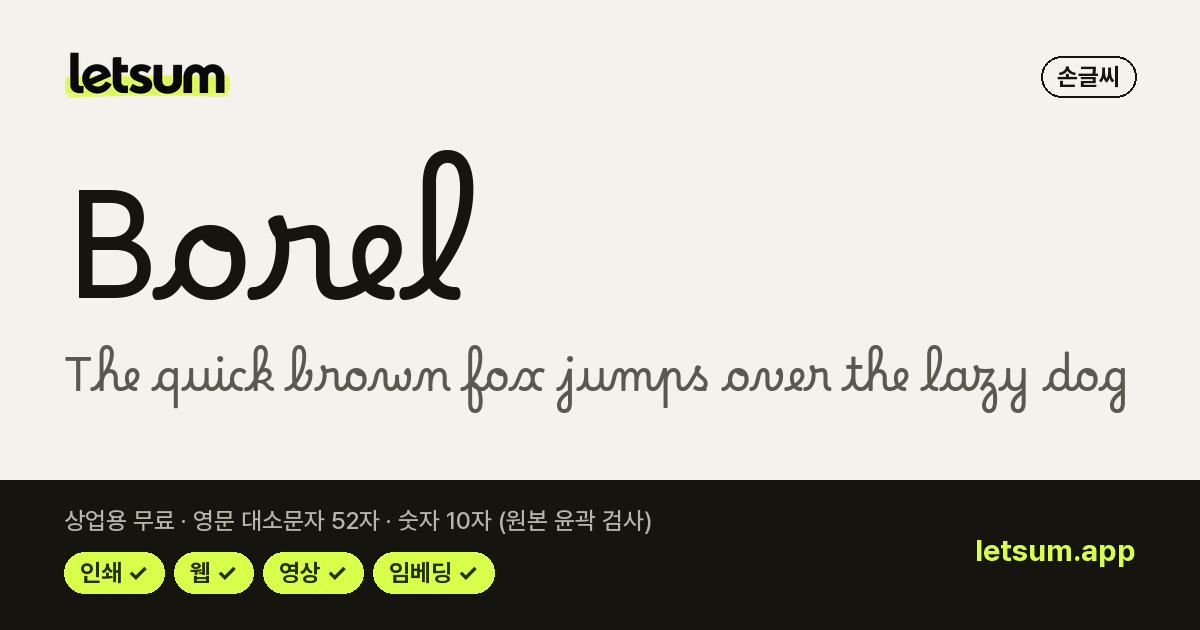 letsum
손글씨
Borel
The quick brown fox jumps over the lazy dog
상업용 무료 · 영문 대소문자 52자 · 숫자 10자 (원본 윤곽 검사)
인쇄 ✓ 웹 ✓ 영상 ✓ 임베딩 ✓
letsum.app